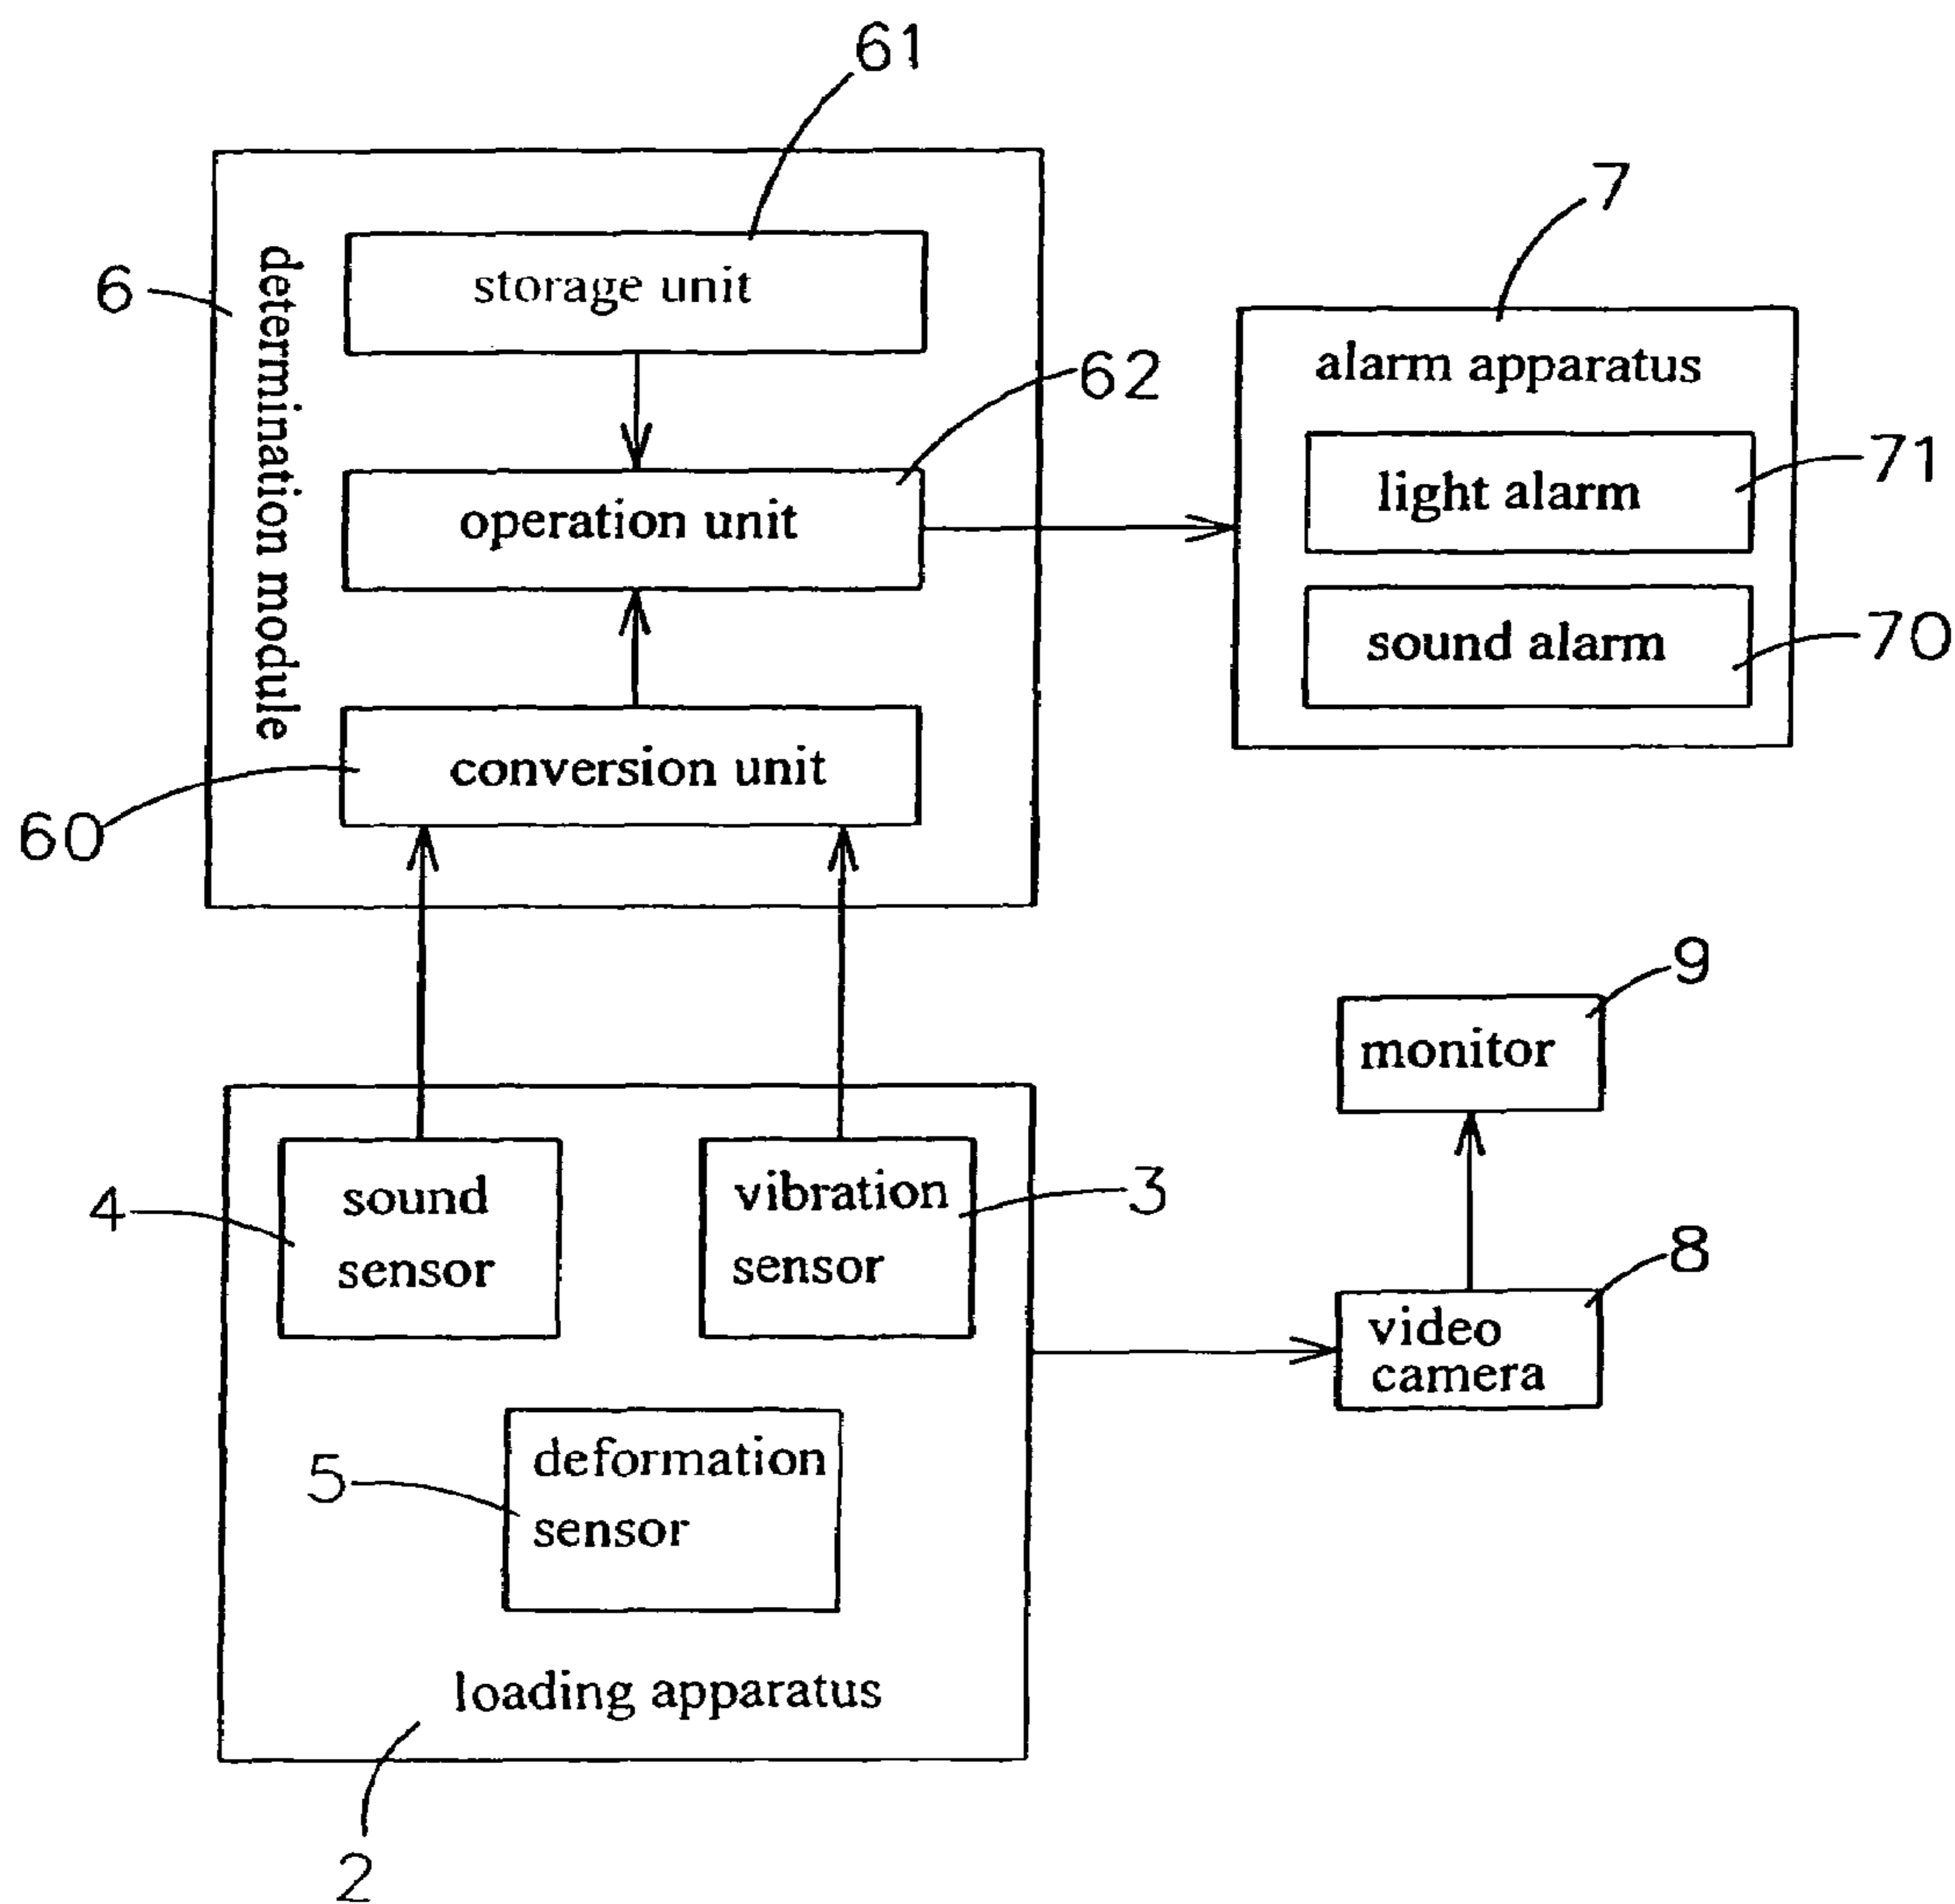 61
7
6
determination module
storage unit
62
alarm apparatus
71
light alarm
operation unit
70
sound alarm
conversion unit
60
9
monitor
4
sound
sensor
vibration
sensor
3
8
video
camera
5
deformation
sensor
loading apparatus
2